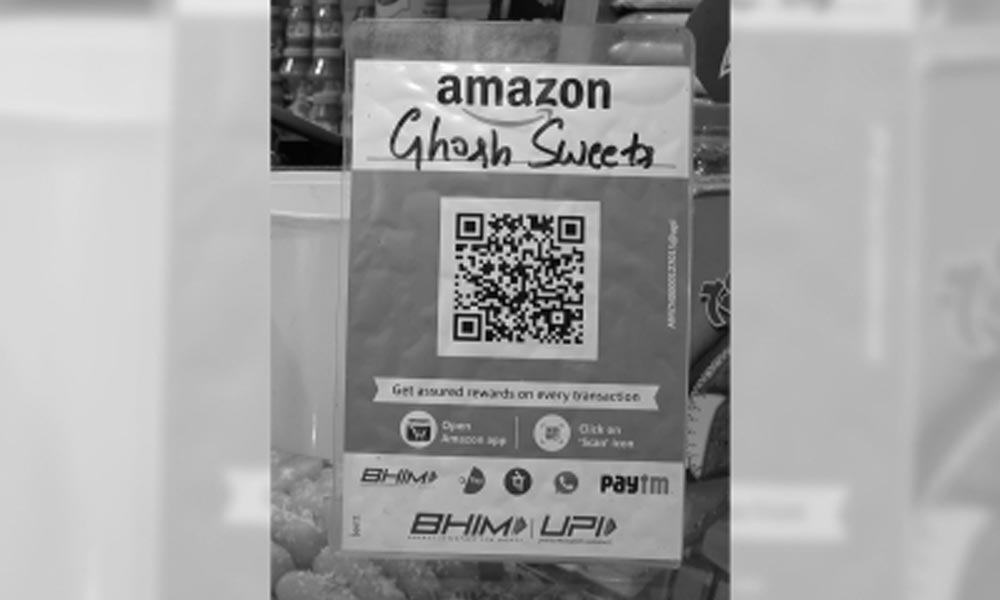 amazon
Ghosh Sweets
Get assured rewards on every transaction
Open
Amazon app
Click on
'Scan' icon
BHIM
Pay
पे
Paytm
BHIM UPI